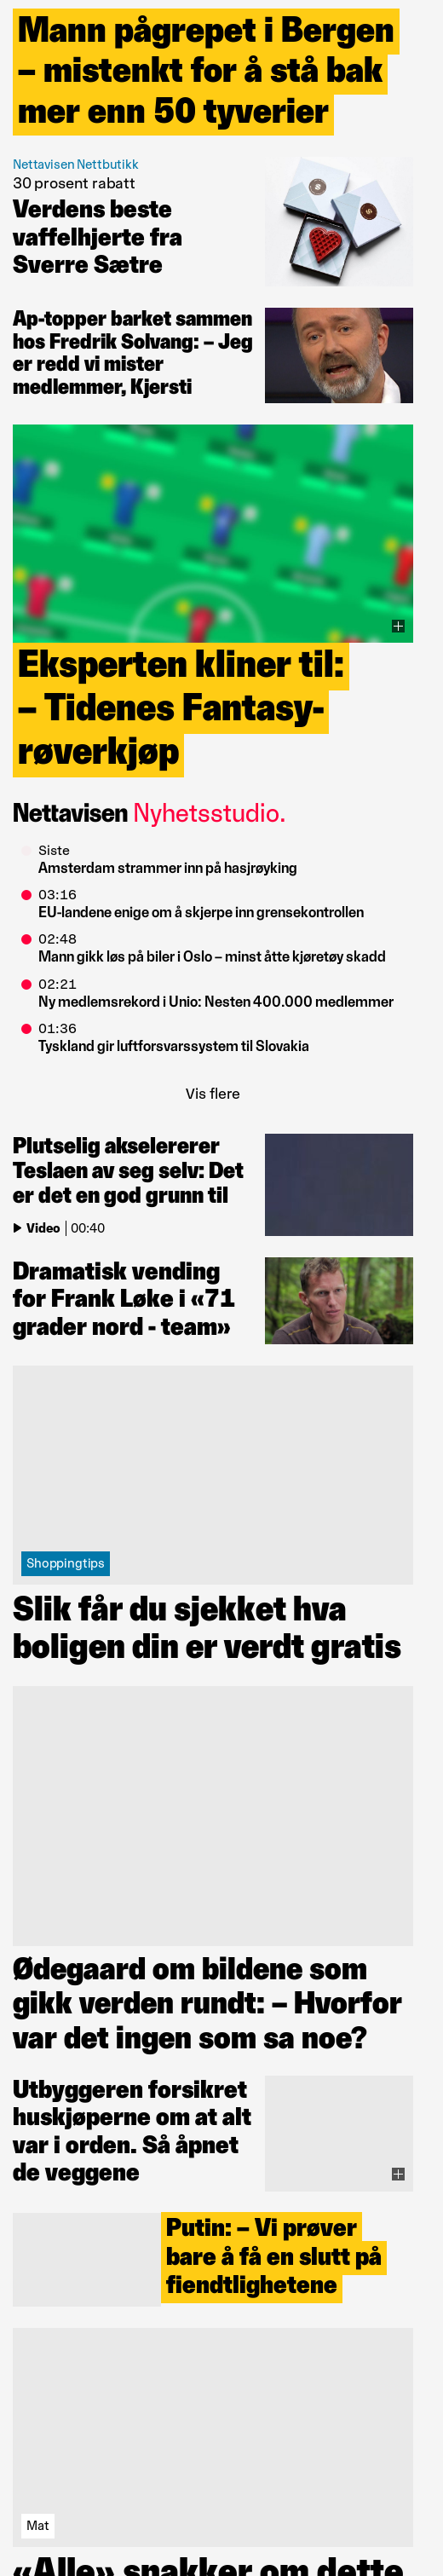 Mann pågrepet i Bergen
– mistenkt for å stå bak
mer enn 50 tyverier
Nettavisen Nettbutikk
30 prosent rabatt
Verdens beste
vaffelhjerte fra
Sverre Sætre
Ap-topper barket sammen
hos Fredrik Solvang: – Jeg
er redd vi mister
medlemmer, Kjersti
Eksperten kliner til:
– Tidenes Fantasy-
røverkjøp
Nettavisen Nyhetsstudio.
Siste
Amsterdam strammer inn på hasjrøyking
03:16
EU-landene enige om å skjerpe inn grensekontrollen
02:48
Mann gikk løs på biler i Oslo – minst åtte kjøretøy skadd
02:21
Ny medlemsrekord i Unio: Nesten 400.000 medlemmer
01:36
Tyskland gir luftforsvarssystem til Slovakia
Vis flere
Plutselig akselererer
Teslaen av seg selv: Det
er det en god grunn til
Video | 00:40
Dramatisk vending
for Frank Løke i «71
grader nord - team»
Shoppingtips
Slik får du sjekket hva
boligen din er verdt gratis
Ødegaard om bildene som
gikk verden rundt: – Hvorfor
var det ingen som sa noe?
Utbyggeren forsikret
huskjøperne om at alt
var i orden. Så åpnet
de veggene
Putin: – Vi prøver
bare å få en slutt på
fiendtlighetene
Mat
«Alle» snakker om dette